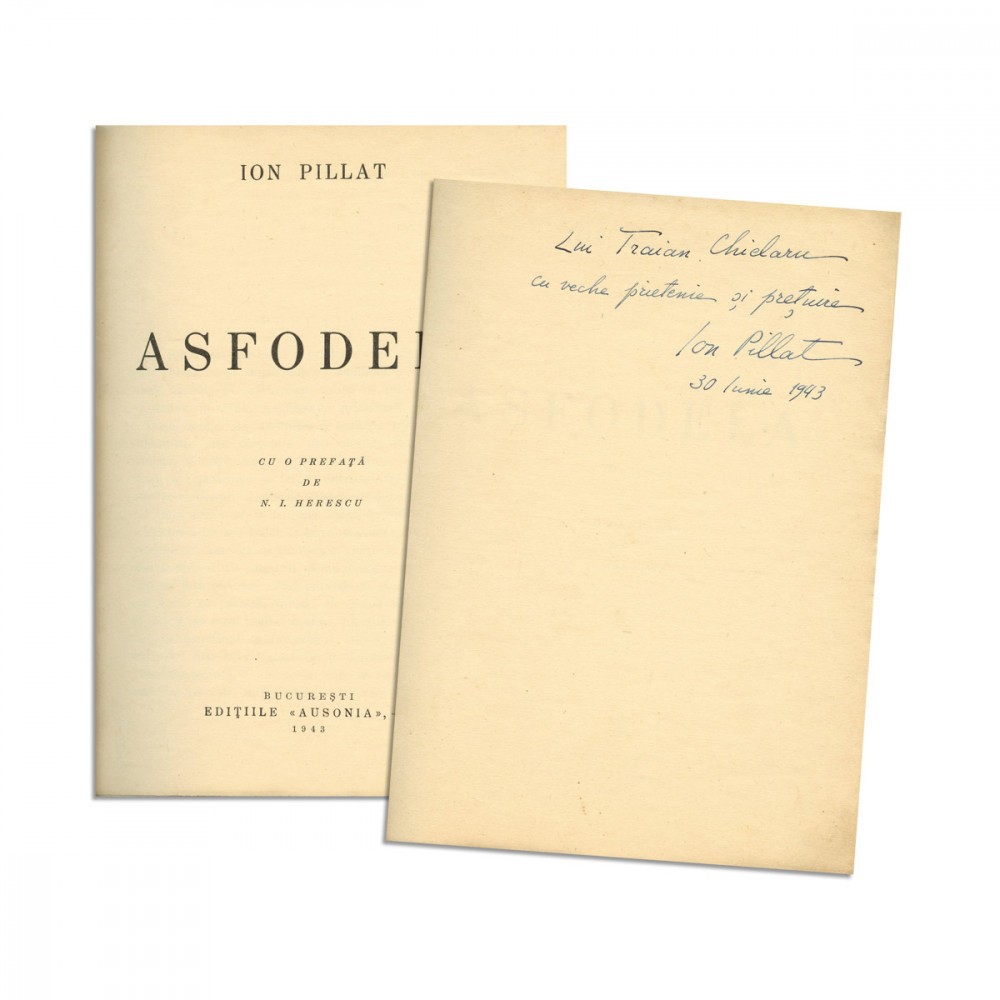 ION PILLAT
ASFODEL
CU O PREFAȚĂ
DE
N. I. HERESCU
BUCUREȘTI
EDIȚIILE «AUSONIA»,
1943
Lui Traian Chelaru
cu veche prietenie și prețuire
Ion Pillat
30 Iunie 1943